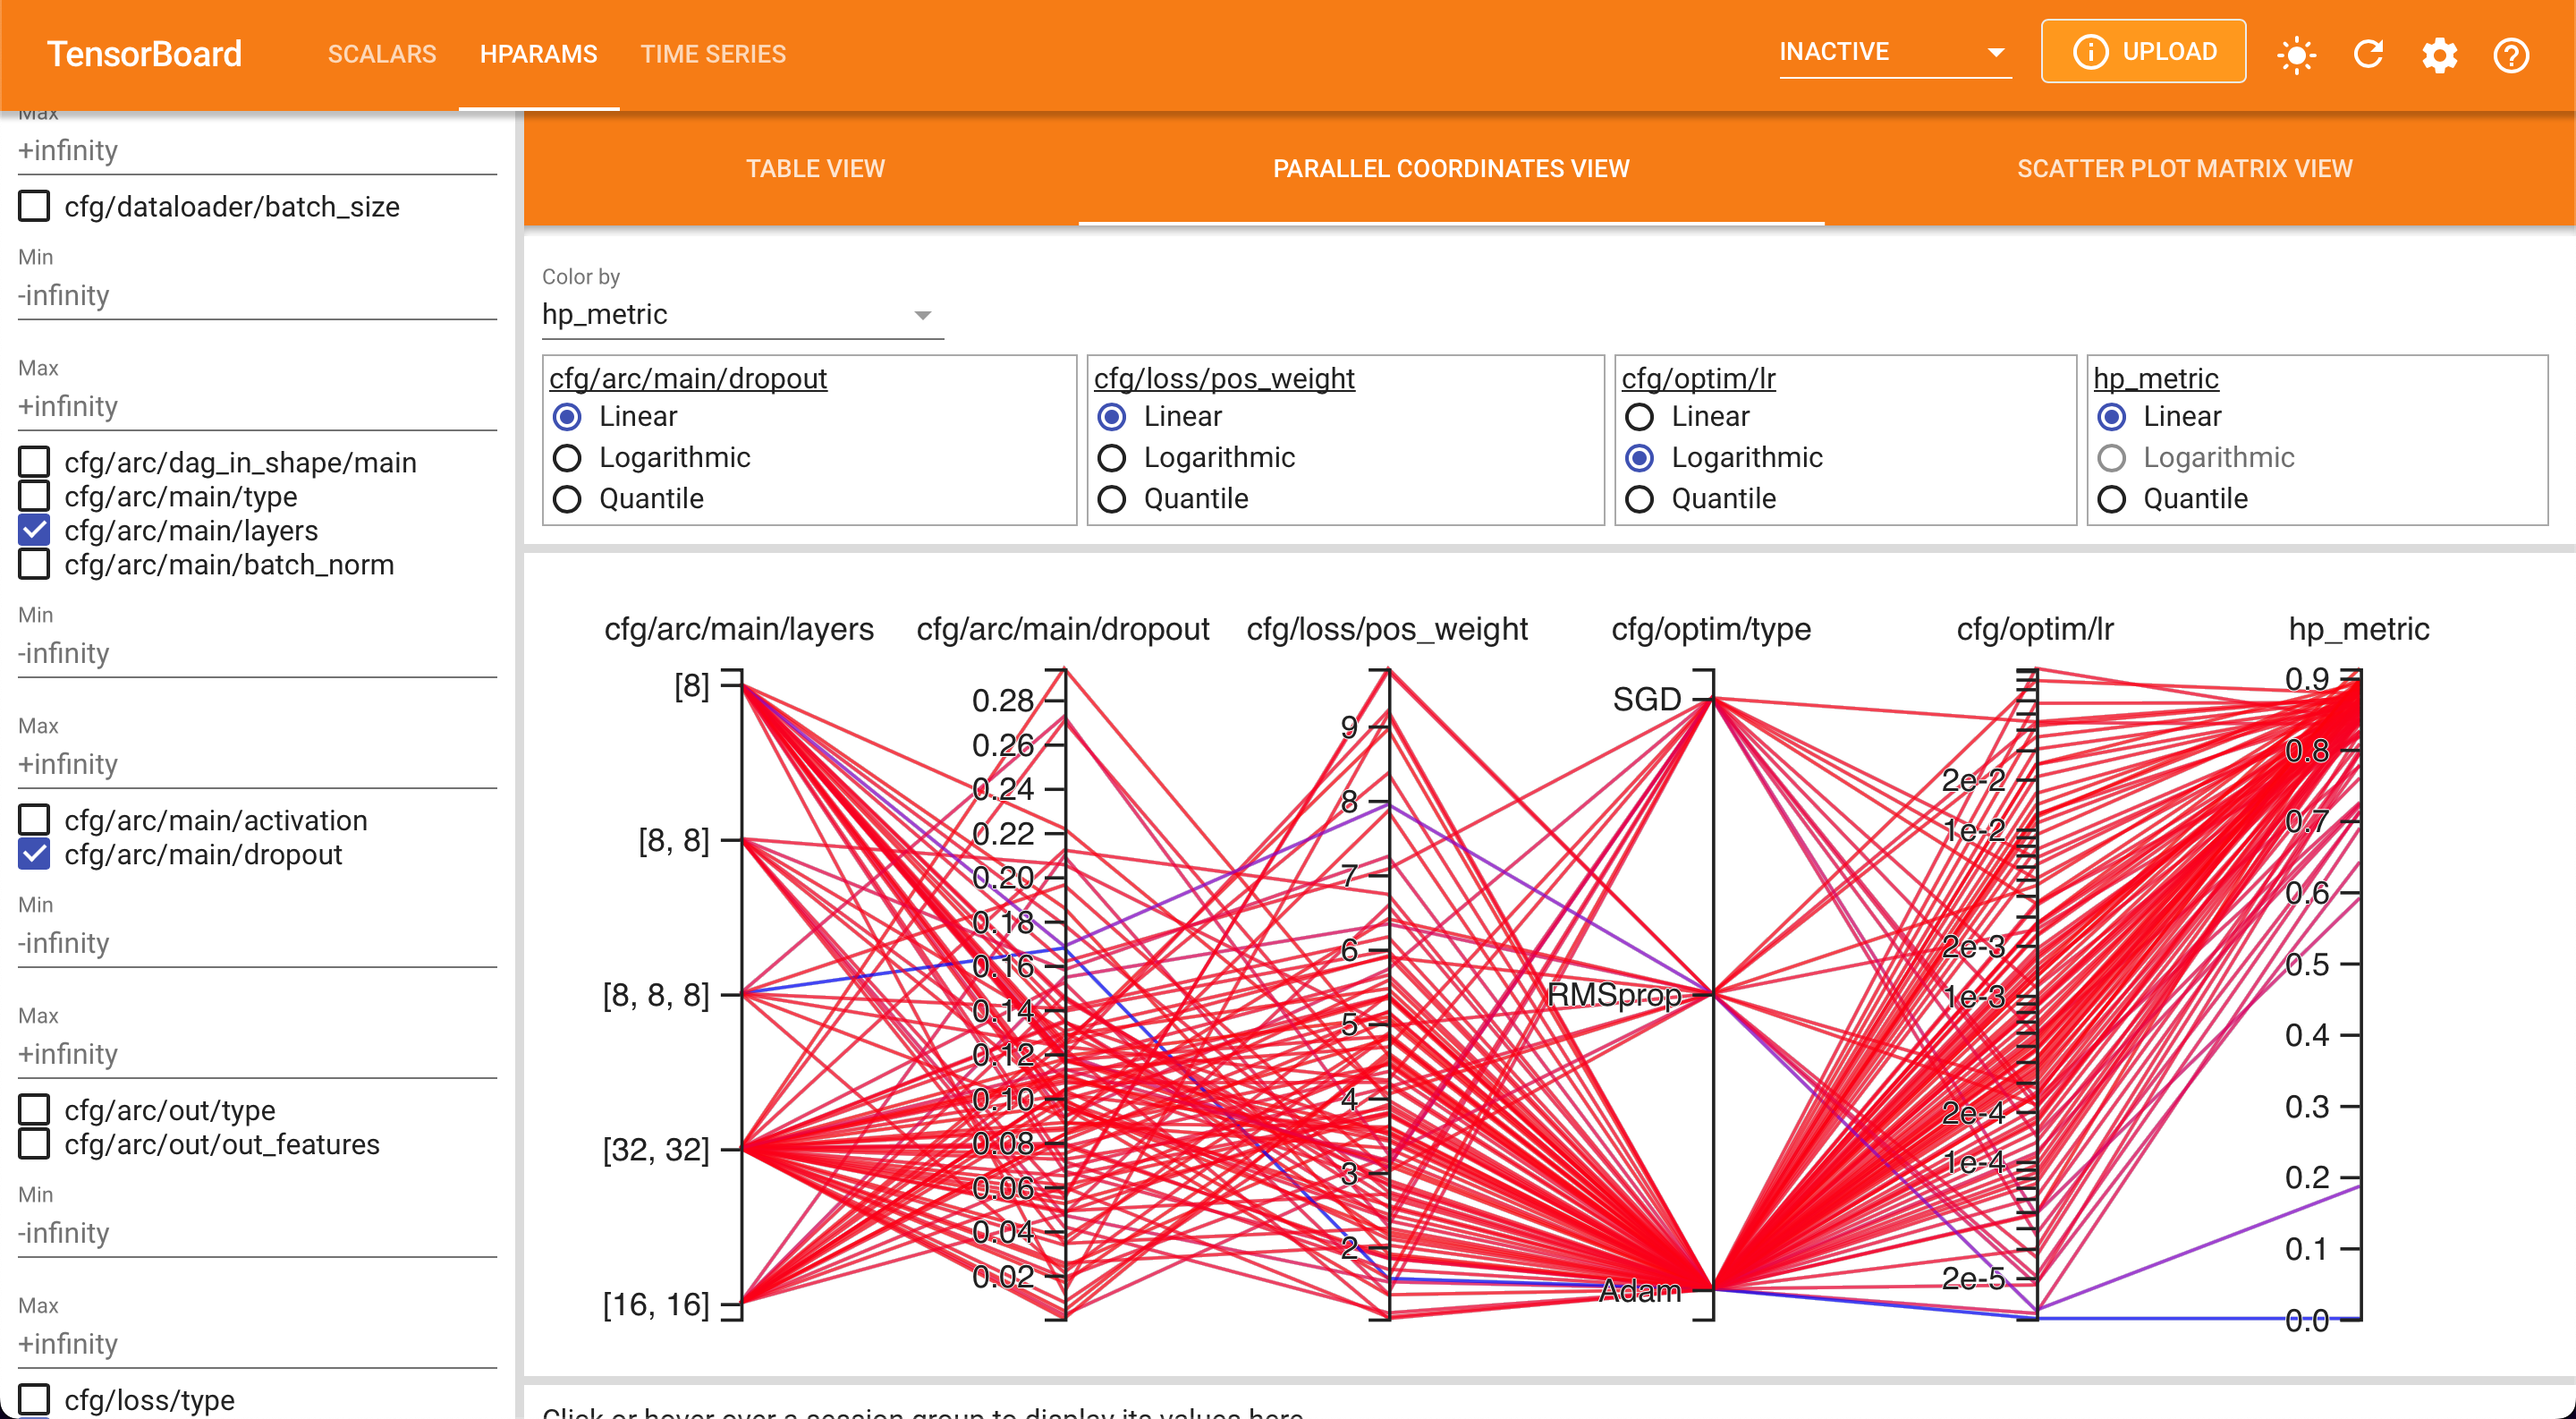 TensorBoard SCALARS HPARAMS TIME SERIES INACTIVE UPLOAD
Max
+infinity
cfg/dataloader/batch_size
Min
-infinity
Max
+infinity
cfg/arc/dag_in_shape/main
cfg/arc/main/type
cfg/arc/main/layers
cfg/arc/main/batch_norm
Min
-infinity
Max
+infinity
cfg/arc/main/activation
cfg/arc/main/dropout
Min
-infinity
Max
+infinity
cfg/arc/out/type
cfg/arc/out/out_features
Min
-infinity
Max
+infinity
cfg/loss/type
TABLE VIEW PARALLEL COORDINATES VIEW SCATTER PLOT MATRIX VIEW
Color by
hp_metric
cfg/arc/main/dropout
Linear
Logarithmic
Quantile
cfg/loss/pos_weight
Linear
Logarithmic
Quantile
cfg/optim/lr
Linear
Logarithmic
Quantile
hp_metric
Linear
Logarithmic
Quantile
cfg/arc/main/layers
[8]
[8, 8]
[8, 8, 8]
[32, 32]
[16, 16]
cfg/arc/main/dropout
0.28
0.26
0.24
0.22
0.20
0.18
0.16
0.14
0.12
0.10
0.08
0.06
0.04
0.02
cfg/loss/pos_weight
9
8
7
6
5
4
3
2
cfg/optim/type
SGD
RMSprop
Adam
cfg/optim/lr
2e-2
1e-2
2e-3
1e-3
2e-4
1e-4
2e-5
hp_metric
0.9
0.8
0.7
0.6
0.5
0.4
0.3
0.2
0.1
0.0
Click or hover over a session group to display its values here.